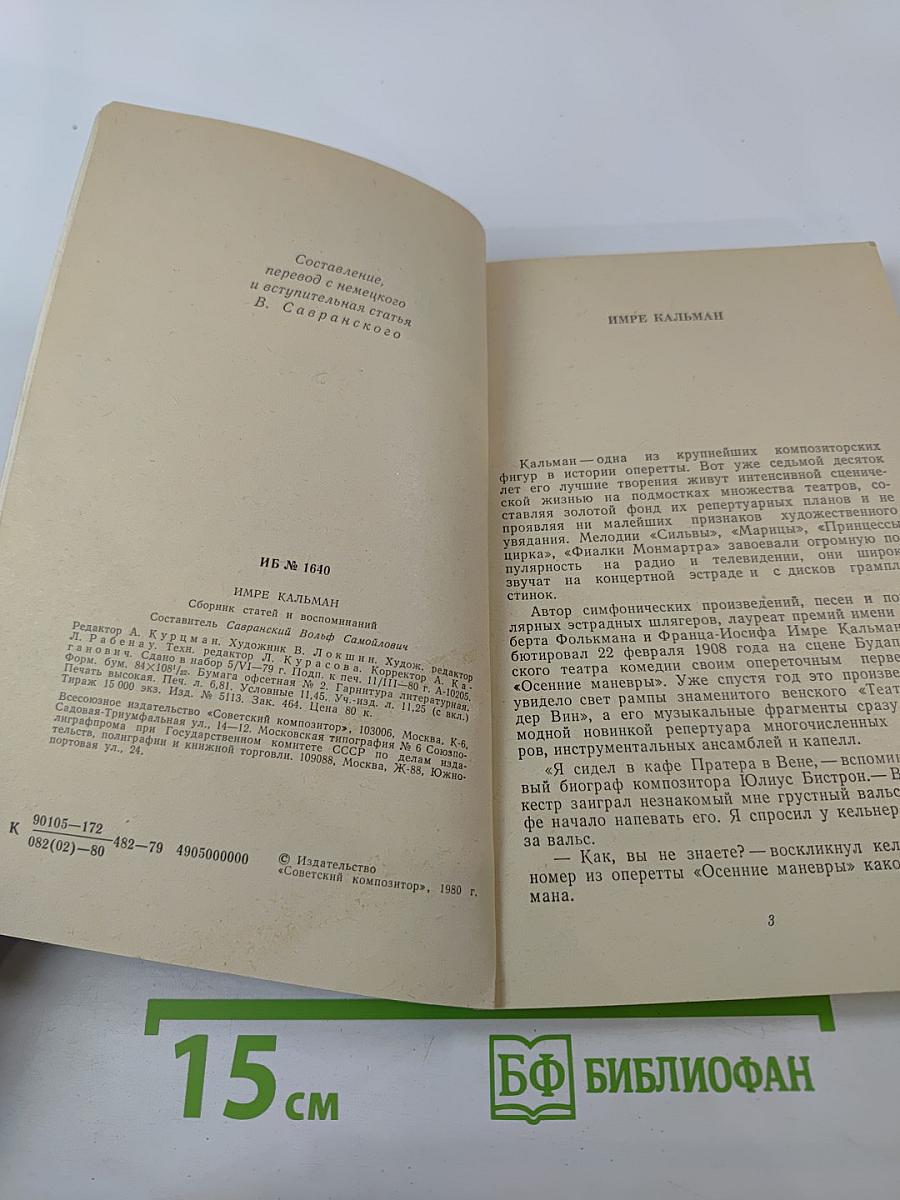 Составление,
перевод с немецкого
и вступительная статья
В. Савранского
ИБ № 1640
ИМРЕ КАЛЬМАН
Сборник статей и воспоминаний
Составитель Савранский Вольф Самойлович
Редактор А. Курцман. Художник В. Локшин. Худож. редактор
Л. Рабенау. Техн. редактор Л. Курасова. Корректор А. Ка-
ганович. Сдано в набор 5/VI—79 г. Подп. к печ. 11/III—80 г. А-10205.
Форм. бум. 84×108¹/₃₂. Бумага офсетная № 2. Гарнитура литературная.
Печать высокая. Печ. л. 6,81. Условные 11,45. Уч.-изд. л. 11,25 (с вкл.)
Тираж 15 000 экз. Изд. № 5113. Зак. 464. Цена 80 к.
Всесоюзное издательство «Советский композитор», 103006, Москва, К-6,
Садовая-Триумфальная ул., 14—12. Московская типография № 6 Союзпо-
лиграфпрома при Государственном комитете СССР по делам изда-
тельств, полиграфии и книжной торговли. 109088, Москва, Ж-88, Южно-
портовая ул., 24.
К 90105—172
082(02)—80 —482—79 4905000000
© Издательство
«Советский композитор», 1980 г.
ИМРЕ КАЛЬМАН
Кальман — одна из крупнейших композиторских
фигур в истории оперетты. Вот уже седьмой десяток
лет его лучшие творения живут интенсивной сцениче-
ской жизнью на подмостках множества театров, со-
ставляя золотой фонд их репертуарных планов и не
проявляя ни малейших признаков художественного
увядания. Мелодии «Сильвы», «Марицы», «Принцессы
цирка», «Фиалки Монмартра» завоевали огромную по
пулярность на радио и телевидении, они широк
звучат на концертной эстраде и с дисков грампл
стинок.
Автор симфонических произведений, песен и по
лярных эстрадных шлягеров, лауреат премий имени
берта Фолькмана и Франца-Иосифа Имре Кальман
бютировал 22 февраля 1908 года на сцене Будап
ского театра комедии своим опереточным перве
«Осенние маневры». Уже спустя год это произве
увидело свет рампы знаменитого венского «Теат
дер Вин», а его музыкальные фрагменты сразу
модной новинкой репертуара многочисленных
ров, инструментальных ансамблей и капелл.
«Я сидел в кафе Пратера в Вене, — вспомин
вый биограф композитора Юлиус Бистрон.— В
кестр заиграл незнакомый мне грустный вальс
фе начало напевать его. Я спросил у кельнер
за вальс.
— Как, вы не знаете? — воскликнул кел
номер из оперетты «Осенние маневры» како
мана.
3
15 см
БФ БИБЛИОФАН